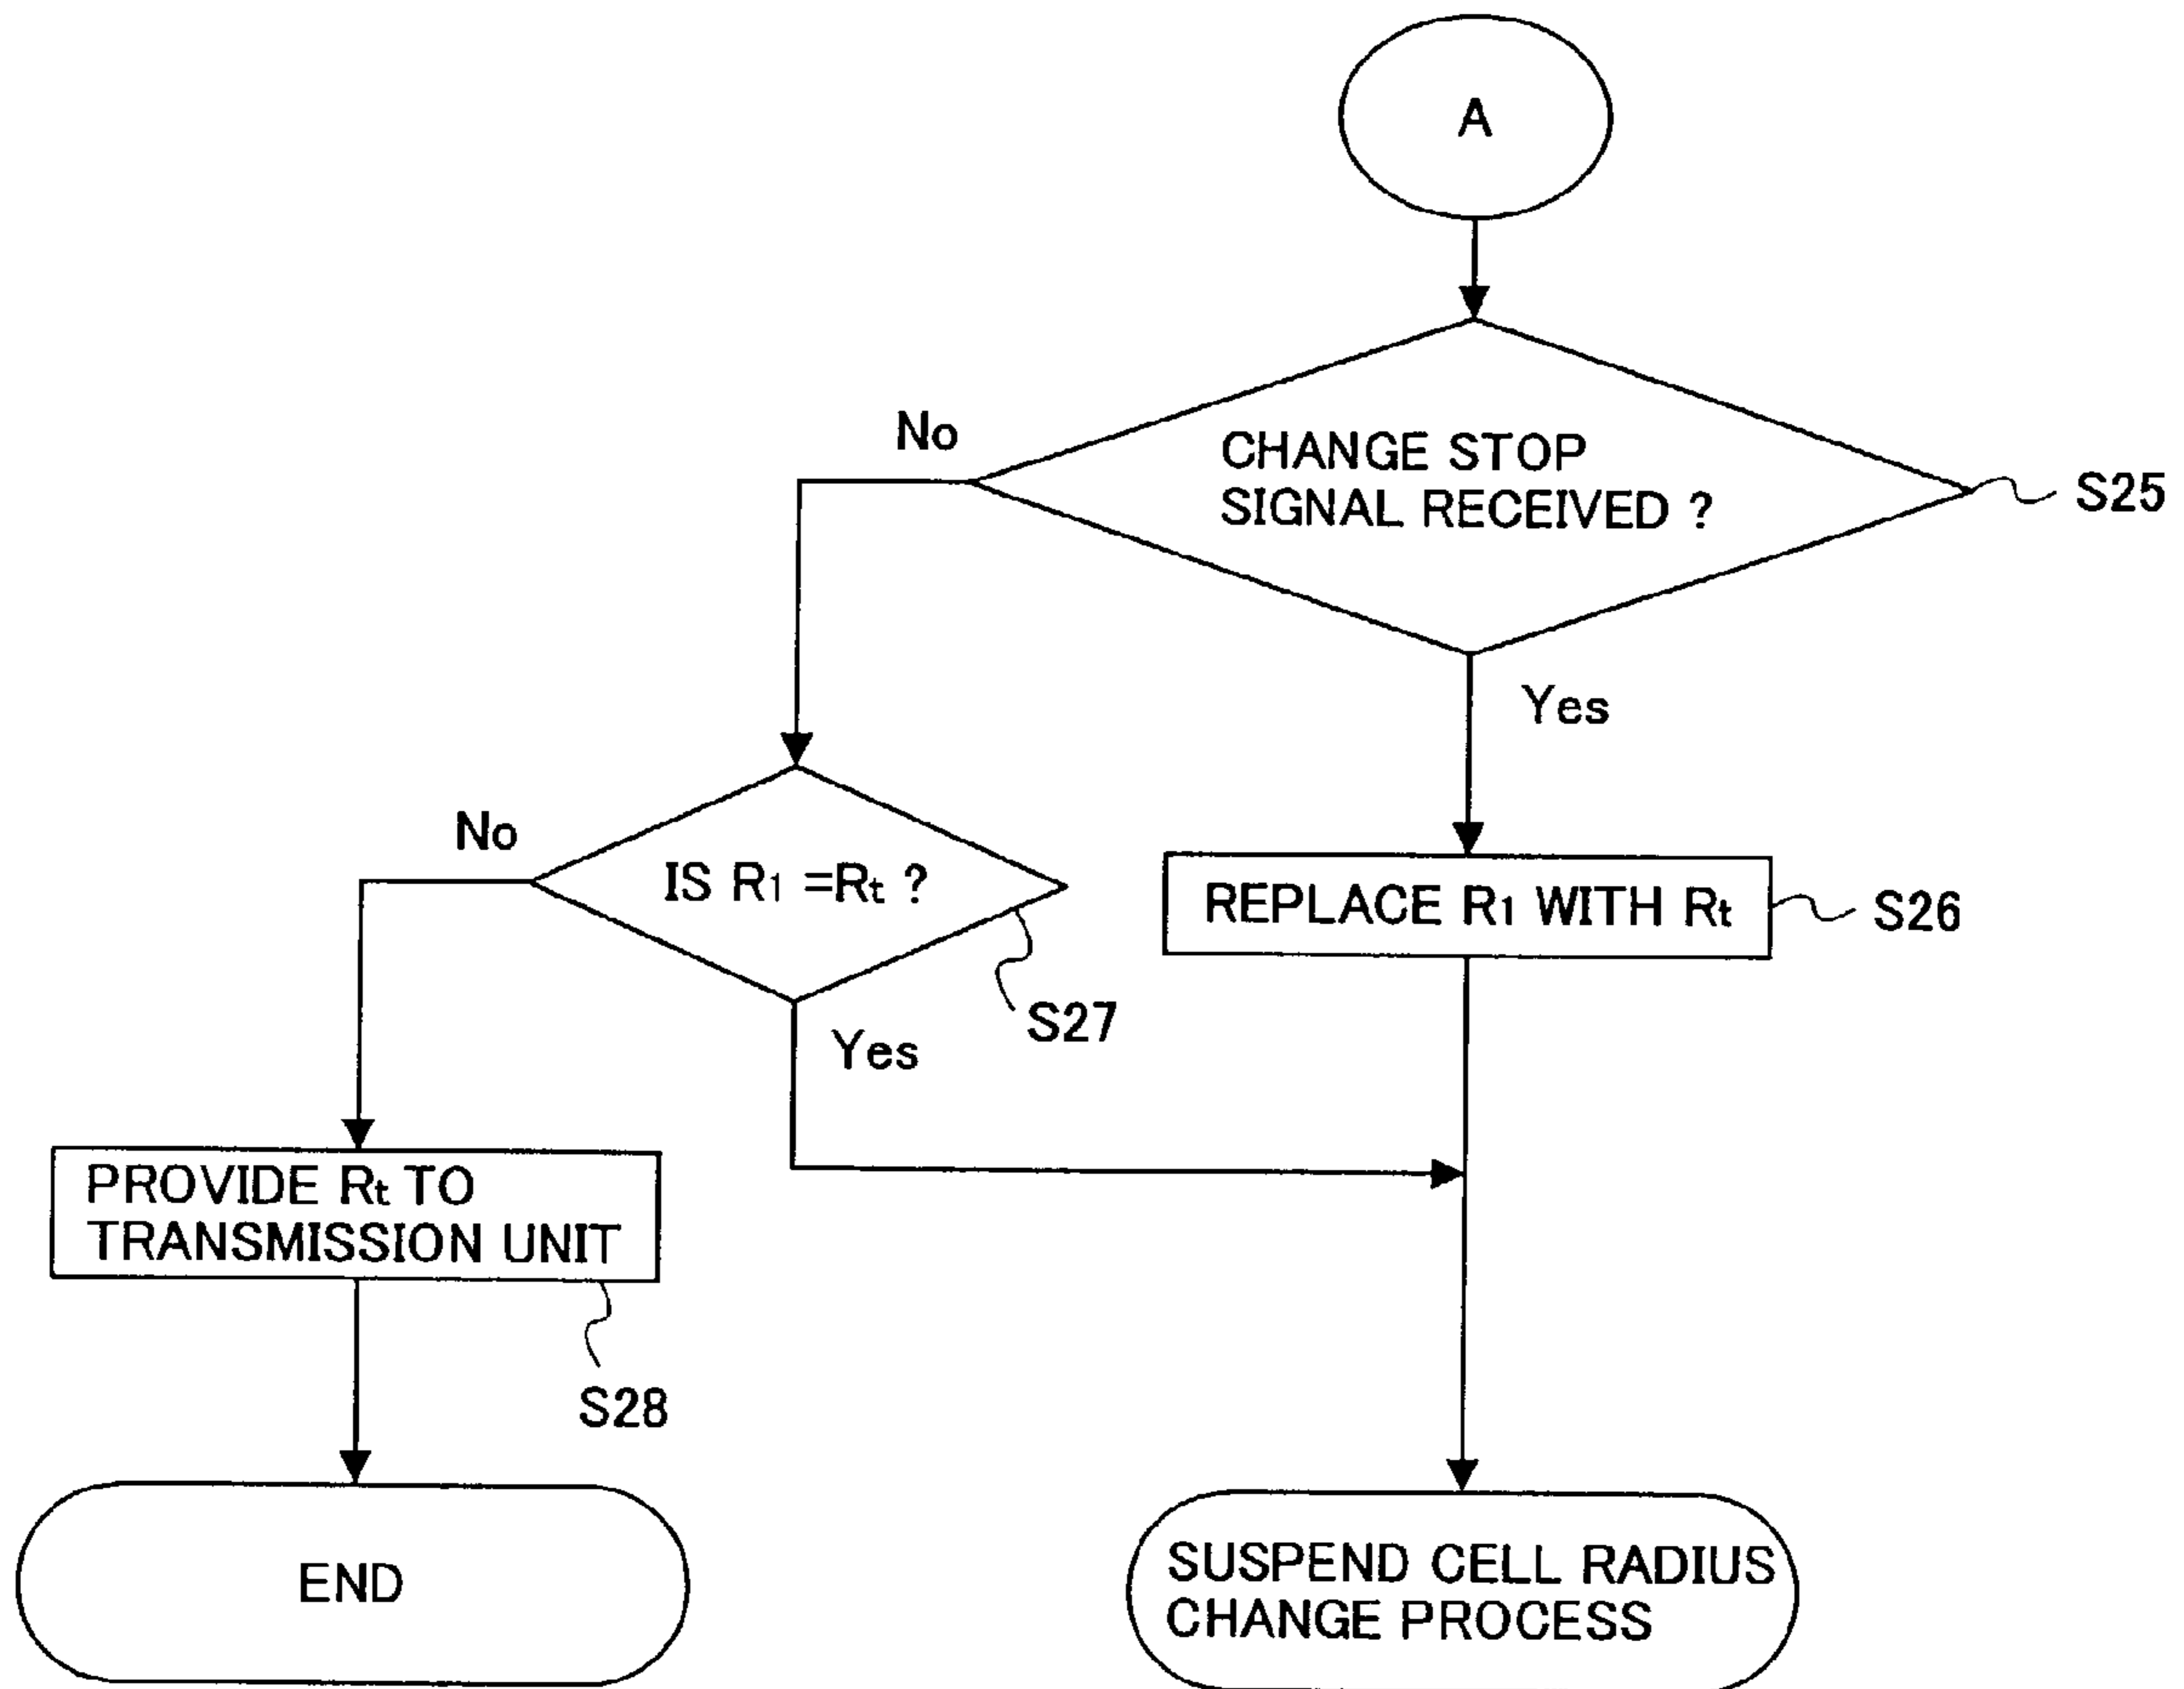 A
CHANGE STOP
SIGNAL RECEIVED ?
S25
No
Yes
IS R1 =Rt ?
S27
No
Yes
REPLACE R1 WITH Rt
S26
PROVIDE Rt TO
TRANSMISSION UNIT
S28
END
SUSPEND CELL RADIUS
CHANGE PROCESS